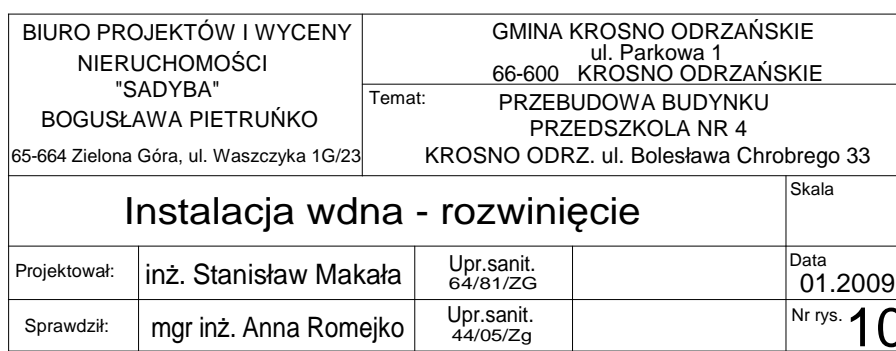 BIURO PROJEKTÓW I WYCENY
NIERUCHOMOŚCI
"SADYBA"
BOGUSŁAWA PIETRUŃKO
65-664 Zielona Góra, ul. Waszczyka 1G/23
GMINA KROSNO ODRZAŃSKIE
ul. Parkowa 1
66-600 KROSNO ODRZAŃSKIE
Temat:
PRZEBUDOWA BUDYNKU
PRZEDSZKOLA NR 4
KROSNO ODRZ. ul. Bolesława Chrobrego 33
Instalacja wdna - rozwinięcie
Skala
Projektował:
inż. Stanisław Makała
Upr.sanit.
64/81/ZG
Data
01.2009
Sprawdził:
mgr inż. Anna Romejko
Upr.sanit.
44/05/Zg
Nr rys.
10